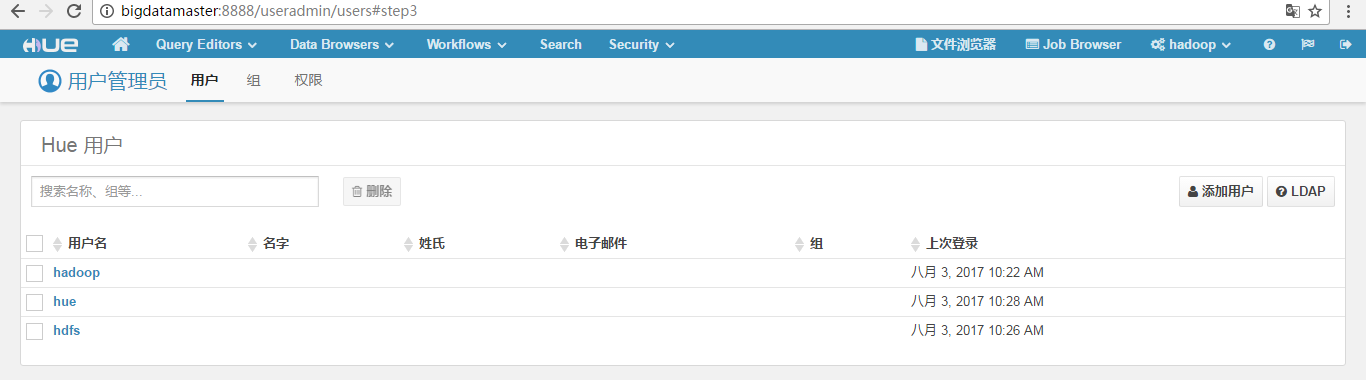 bigdatamaster:8888/useradmin/users#step3
HUE Query Editors Data Browsers Workflows Search Security 文件浏览器 Job Browser hadoop
用户管理员 用户 组 权限
Hue 用户
搜索名称、组等... 删除 添加用户 LDAP
用户名 名字 姓氏 电子邮件 组 上次登录
hadoop 八月 3, 2017 10:22 AM
hue 八月 3, 2017 10:28 AM
hdfs 八月 3, 2017 10:26 AM